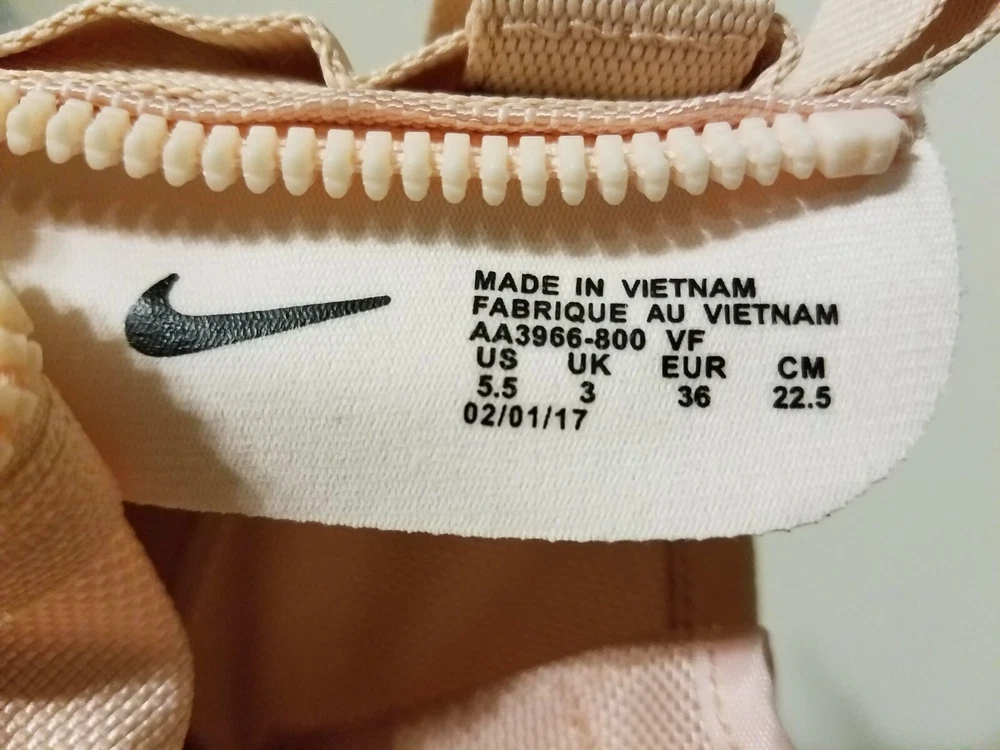 MADE IN VIETNAM
FABRIQUE AU VIETNAM
AA3966-800 VF
US UK EUR CM
5.5 3 36 22.5
02/01/17